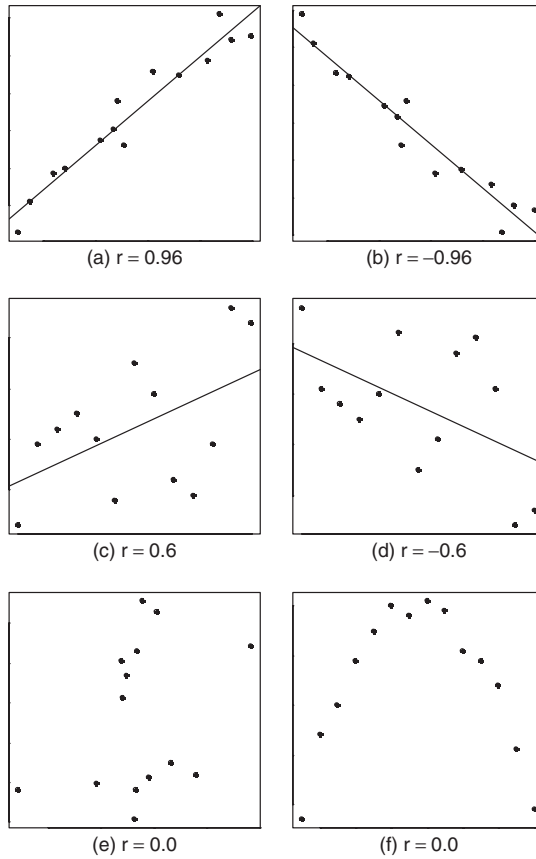 (a) r = 0.96
(b) r = −0.96
(c) r = 0.6
(d) r = −0.6
(e) r = 0.0
(f) r = 0.0